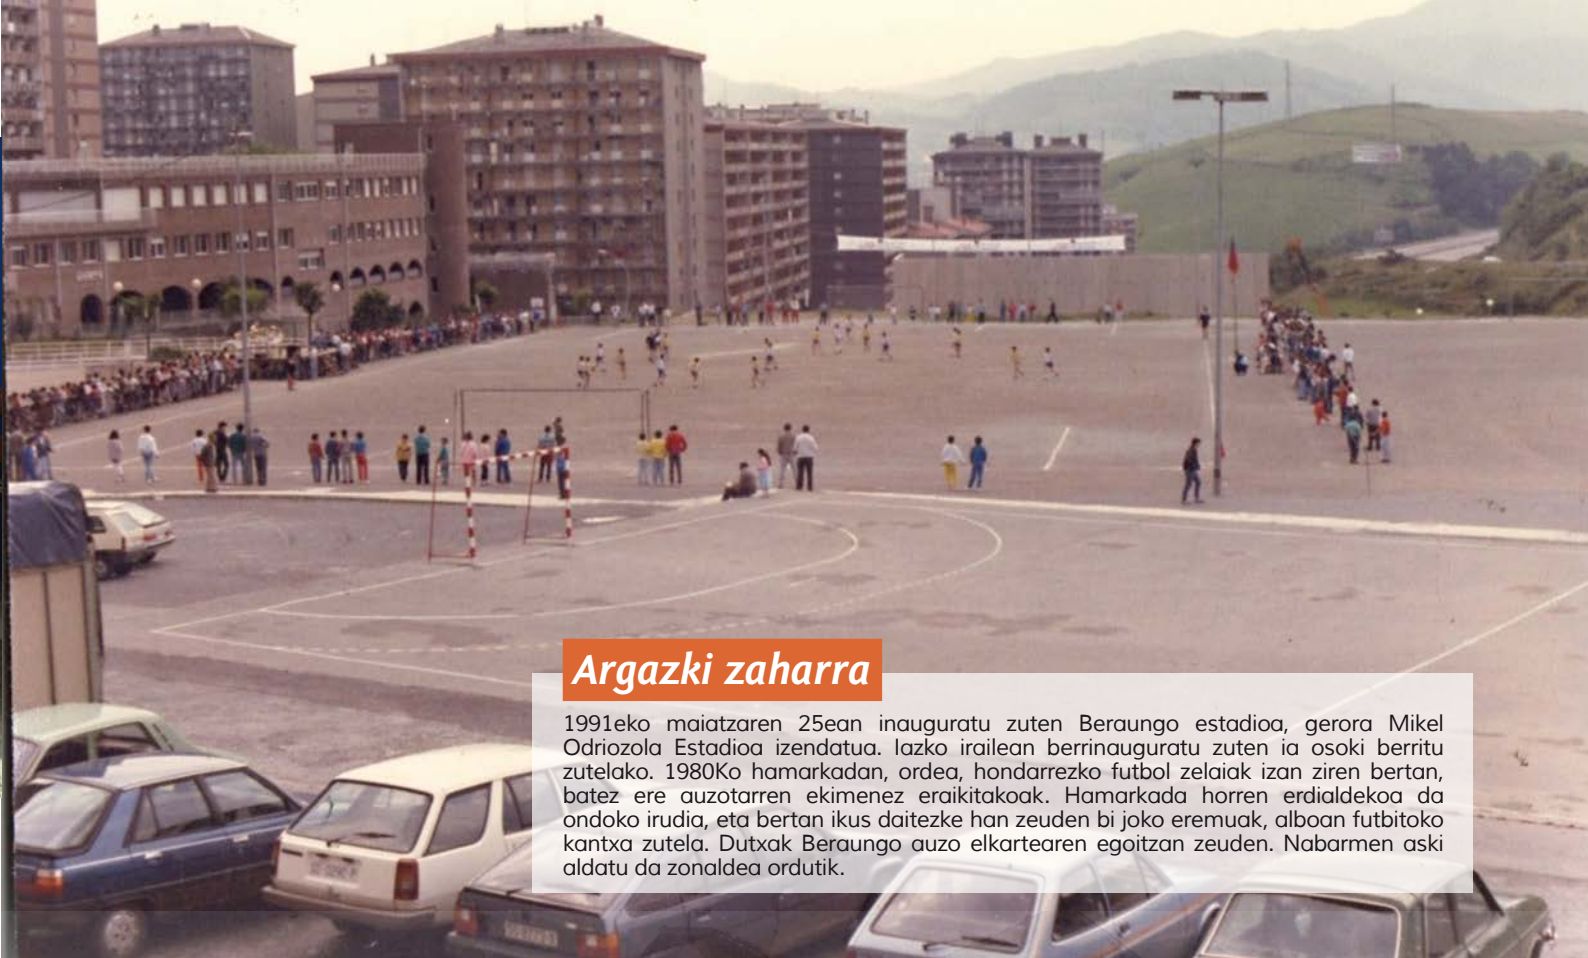 Argazki zaharra
1991eko maiatzaren 25ean inauguratu zuten Beraungo estadioa, gerora Mikel
Odriozola Estadioa izendatua. Iazko irailean berrinauguratu zuten ia osoki berritu
zutelako. 1980Ko hamarkadan, ordea, hondarrezko futbol zelaiak izan ziren bertan,
batez ere auzotarren ekimenez eraikitakoak. Hamarkada horren erdialdekoa da
ondoko irudia, eta bertan ikus daitezke han zeuden bi joko eremuak, alboan futbitoko
kantxa zutela. Dutxak Beraungo auzo elkartearen egoitzan zeuden. Nabarmen aski
aldatu da zonaldea ordutik.